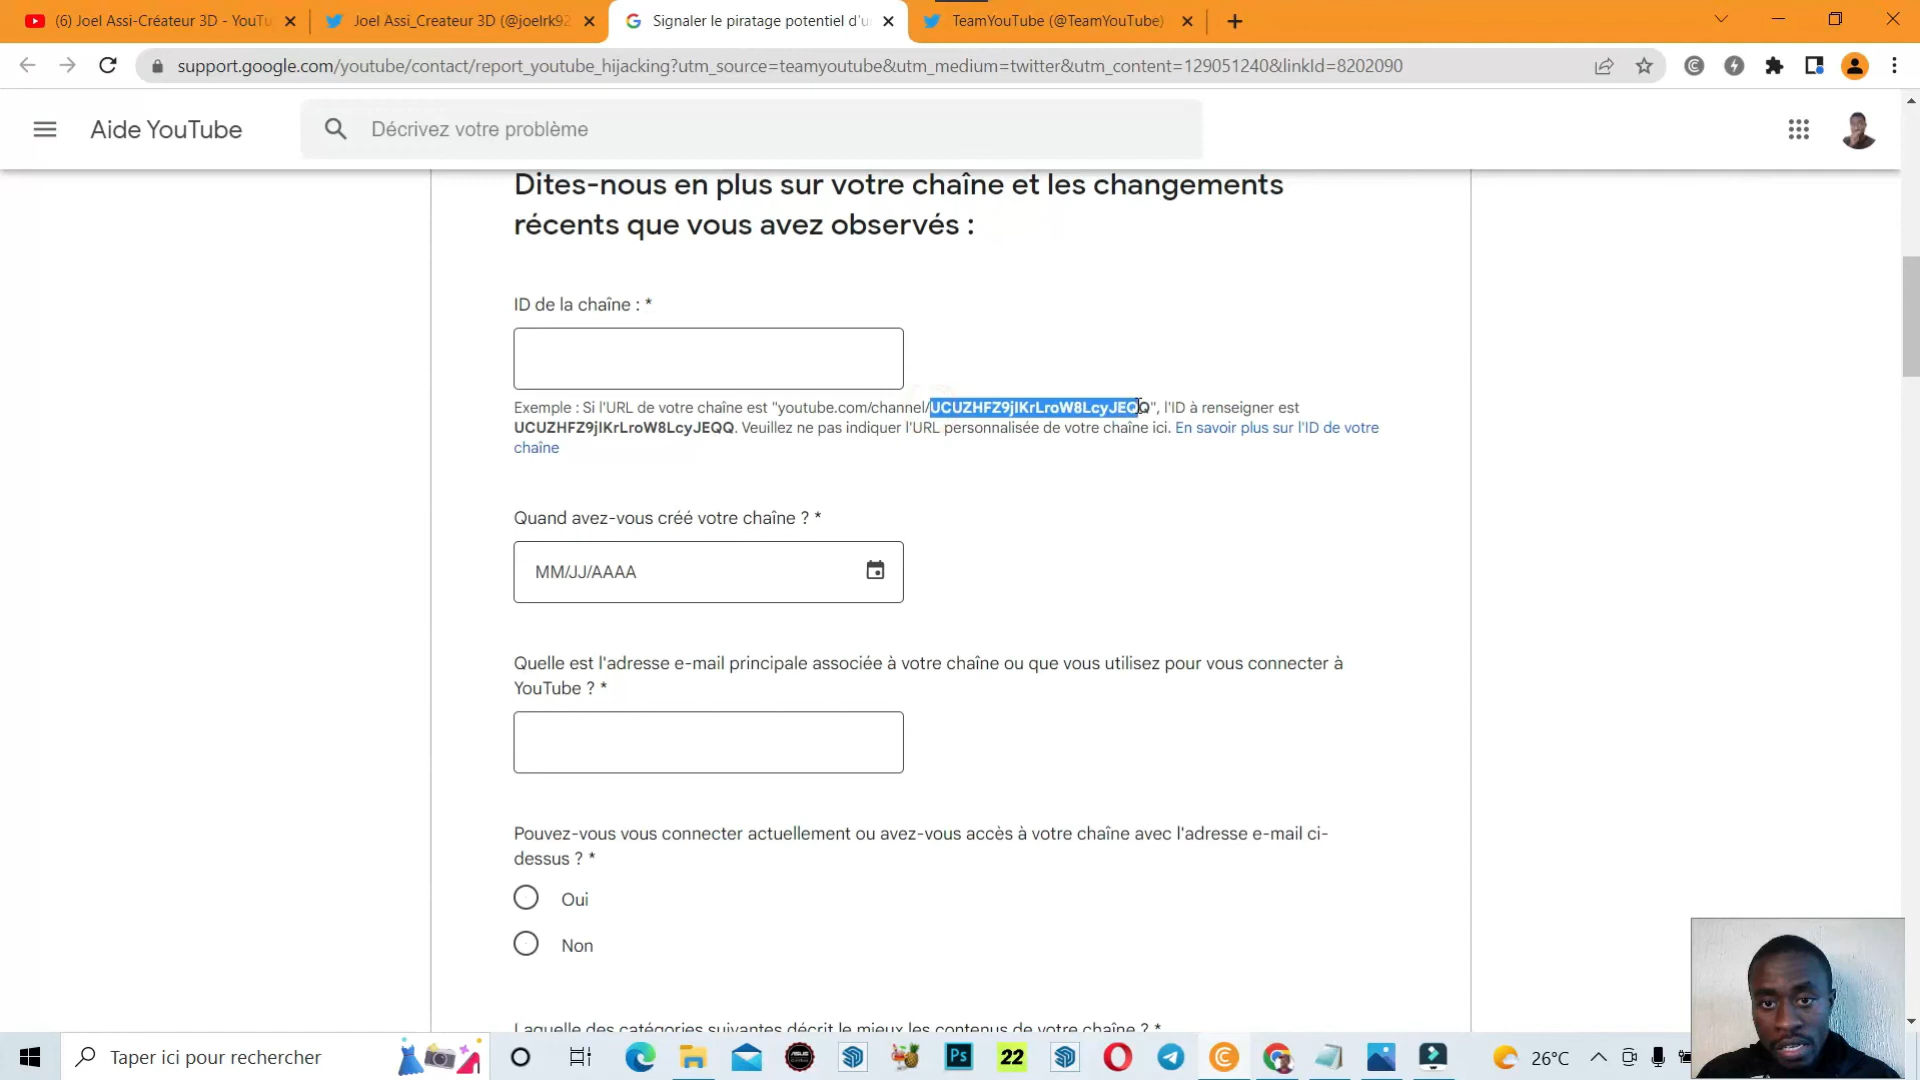 (6) Joel Assi-Créateur 3D - YouTu
Joel Assi_Createur 3D (@joelrk92
Signaler le piratage potentiel d'u
TeamYouTube (@TeamYouTube)
support.google.com/youtube/contact/report_youtube_hijacking?utm_source=teamyoutube&utm_medium=twitter&utm_content=129051240&linkId=8202090
Aide YouTube
Décrivez votre problème
Dites-nous en plus sur votre chaîne et les changements
récents que vous avez observés :
ID de la chaîne : *
Exemple : Si l'URL de votre chaîne est "youtube.com/channel/UCUZHFZ9jIKrLroW8LcyJEQQ", l'ID à renseigner est
UCUZHFZ9jIKrLroW8LcyJEQQ. Veuillez ne pas indiquer l'URL personnalisée de votre chaîne ici. En savoir plus sur l'ID de votre
chaîne
Quand avez-vous créé votre chaîne ? *
MM/JJ/AAAA
Quelle est l'adresse e-mail principale associée à votre chaîne ou que vous utilisez pour vous connecter à
YouTube ? *
Pouvez-vous vous connecter actuellement ou avez-vous accès à votre chaîne avec l'adresse e-mail ci-
dessus ? *
Oui
Non
Laquelle des catégories suivantes décrit le mieux les contenus de votre chaîne ? *
Taper ici pour rechercher
Ps
22
26°C